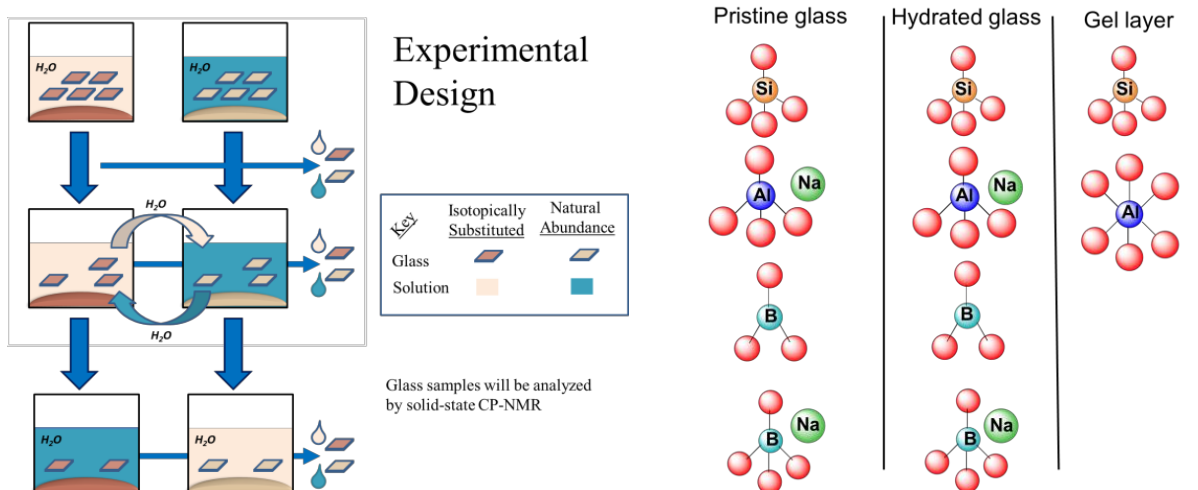 H₂O
H₂O
Experimental
Design
H₂O
H₂O
Key
Isotopically
Substituted
Natural
Abundance
Glass
Solution
Glass samples will be analyzed
by solid-state CP-NMR
H₂O
H₂O
Pristine glass
Hydrated glass
Gel layer
Si
Si
Si
Al
Na
Al
Na
Al
B
B
B
Na
B
Na